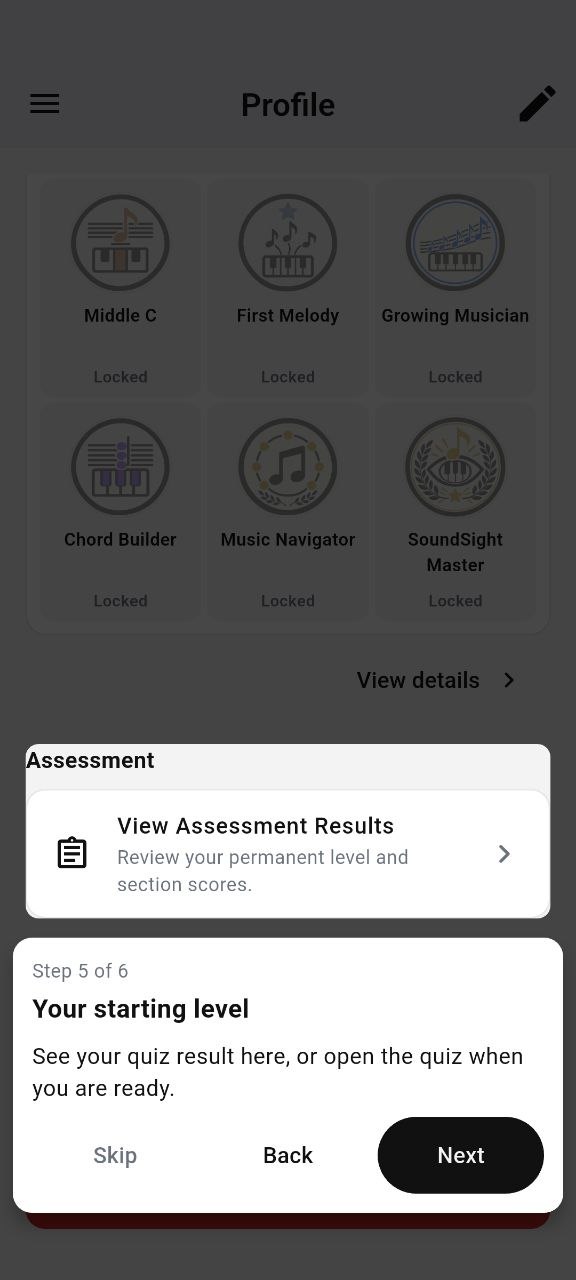 Profile
Middle C
First Melody
Growing Musician
Locked
Locked
Locked
Chord Builder
Music Navigator
SoundSight
Master
Locked
Locked
Locked
View details
Assessment
View Assessment Results
Review your permanent level and
section scores.
Step 5 of 6
Your starting level
See your quiz result here, or open the quiz when
you are ready.
Skip
Back
Next